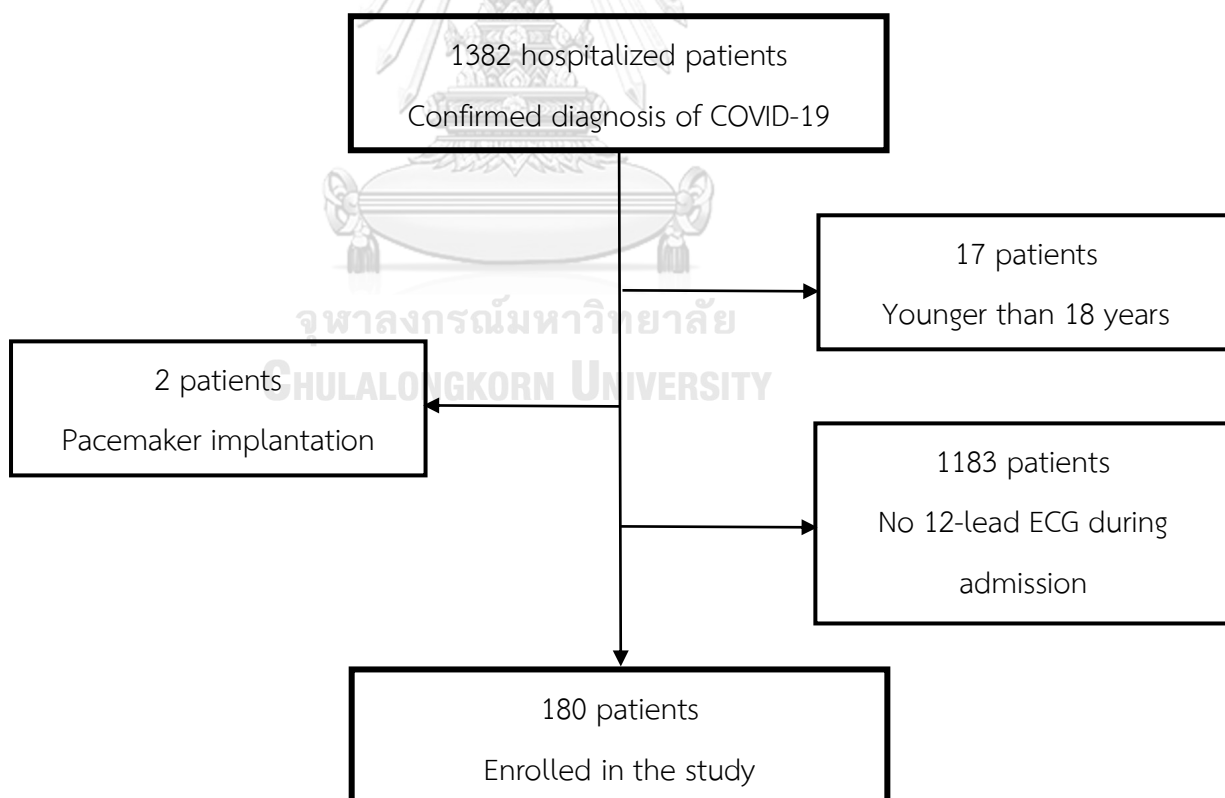 1382 hospitalized patients
Confirmed diagnosis of COVID-19
17 patients
Younger than 18 years
จุฬาลงกรณ์มหาวิทยาลัย
CHULALONGKORN UNIVERSITY
2 patients
Pacemaker implantation
1183 patients
No 12-lead ECG during
admission
180 patients
Enrolled in the study